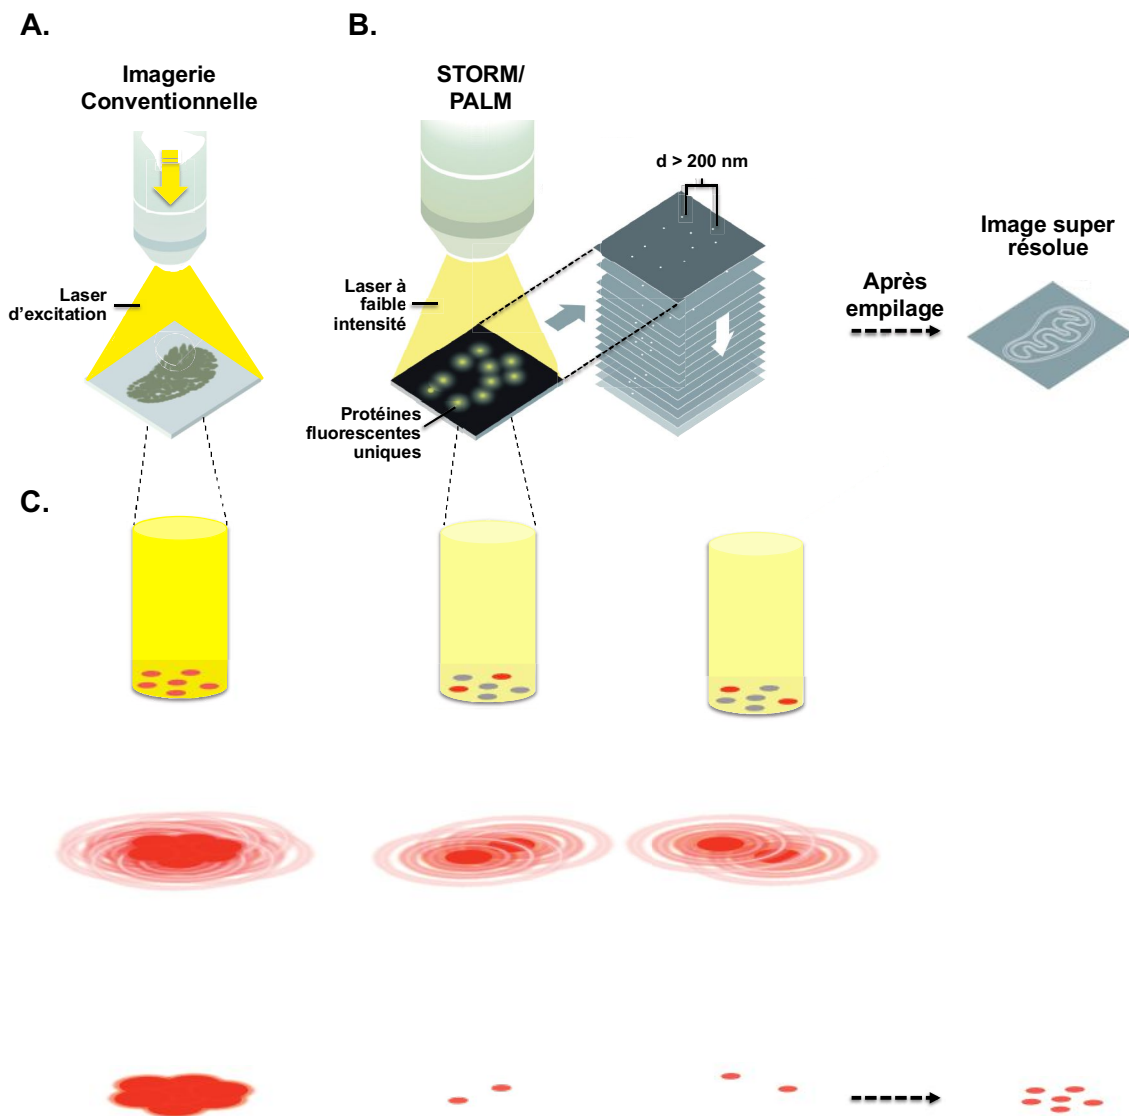 A.
B.
Imagerie
Conventionnelle
STORM/
PALM
d > 200 nm
Image super
résolue
Laser
d'excitation
Laser à
faible
intensité
Après
empilage
Protéines
fluorescentes
uniques
C.